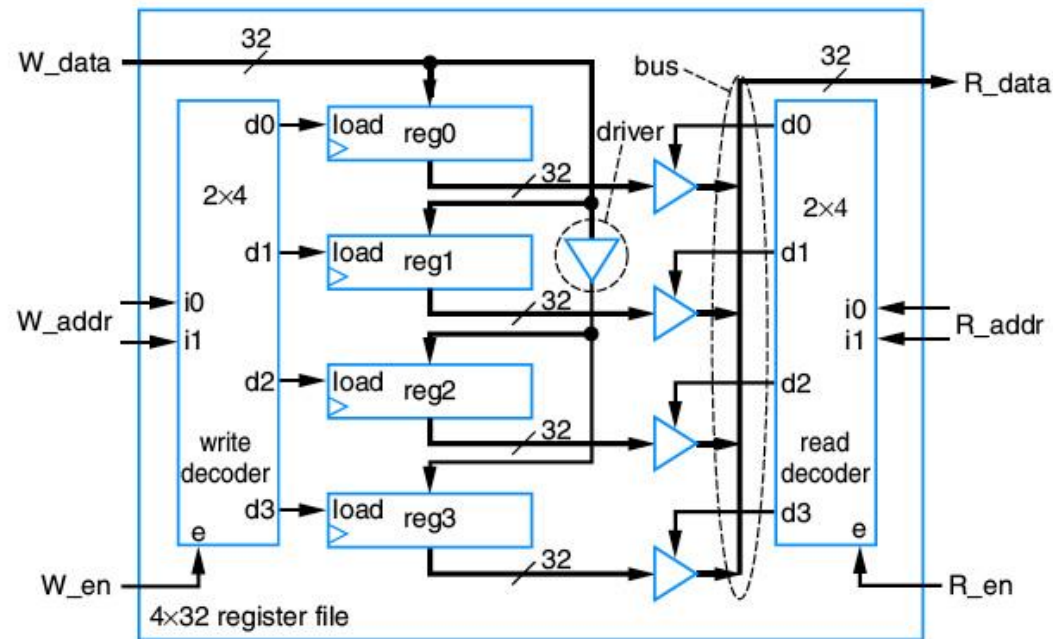 32
W_data
bus
32
R_data
d0
load
reg0
driver
d0
2×4
32
2×4
d1
load
reg1
d1
i0
32
i0
W_addr
R_addr
i1
i1
d2
load
reg2
d2
32
write
decoder
read
decoder
d3
load
reg3
d3
e
e
32
W_en
R_en
4×32 register file